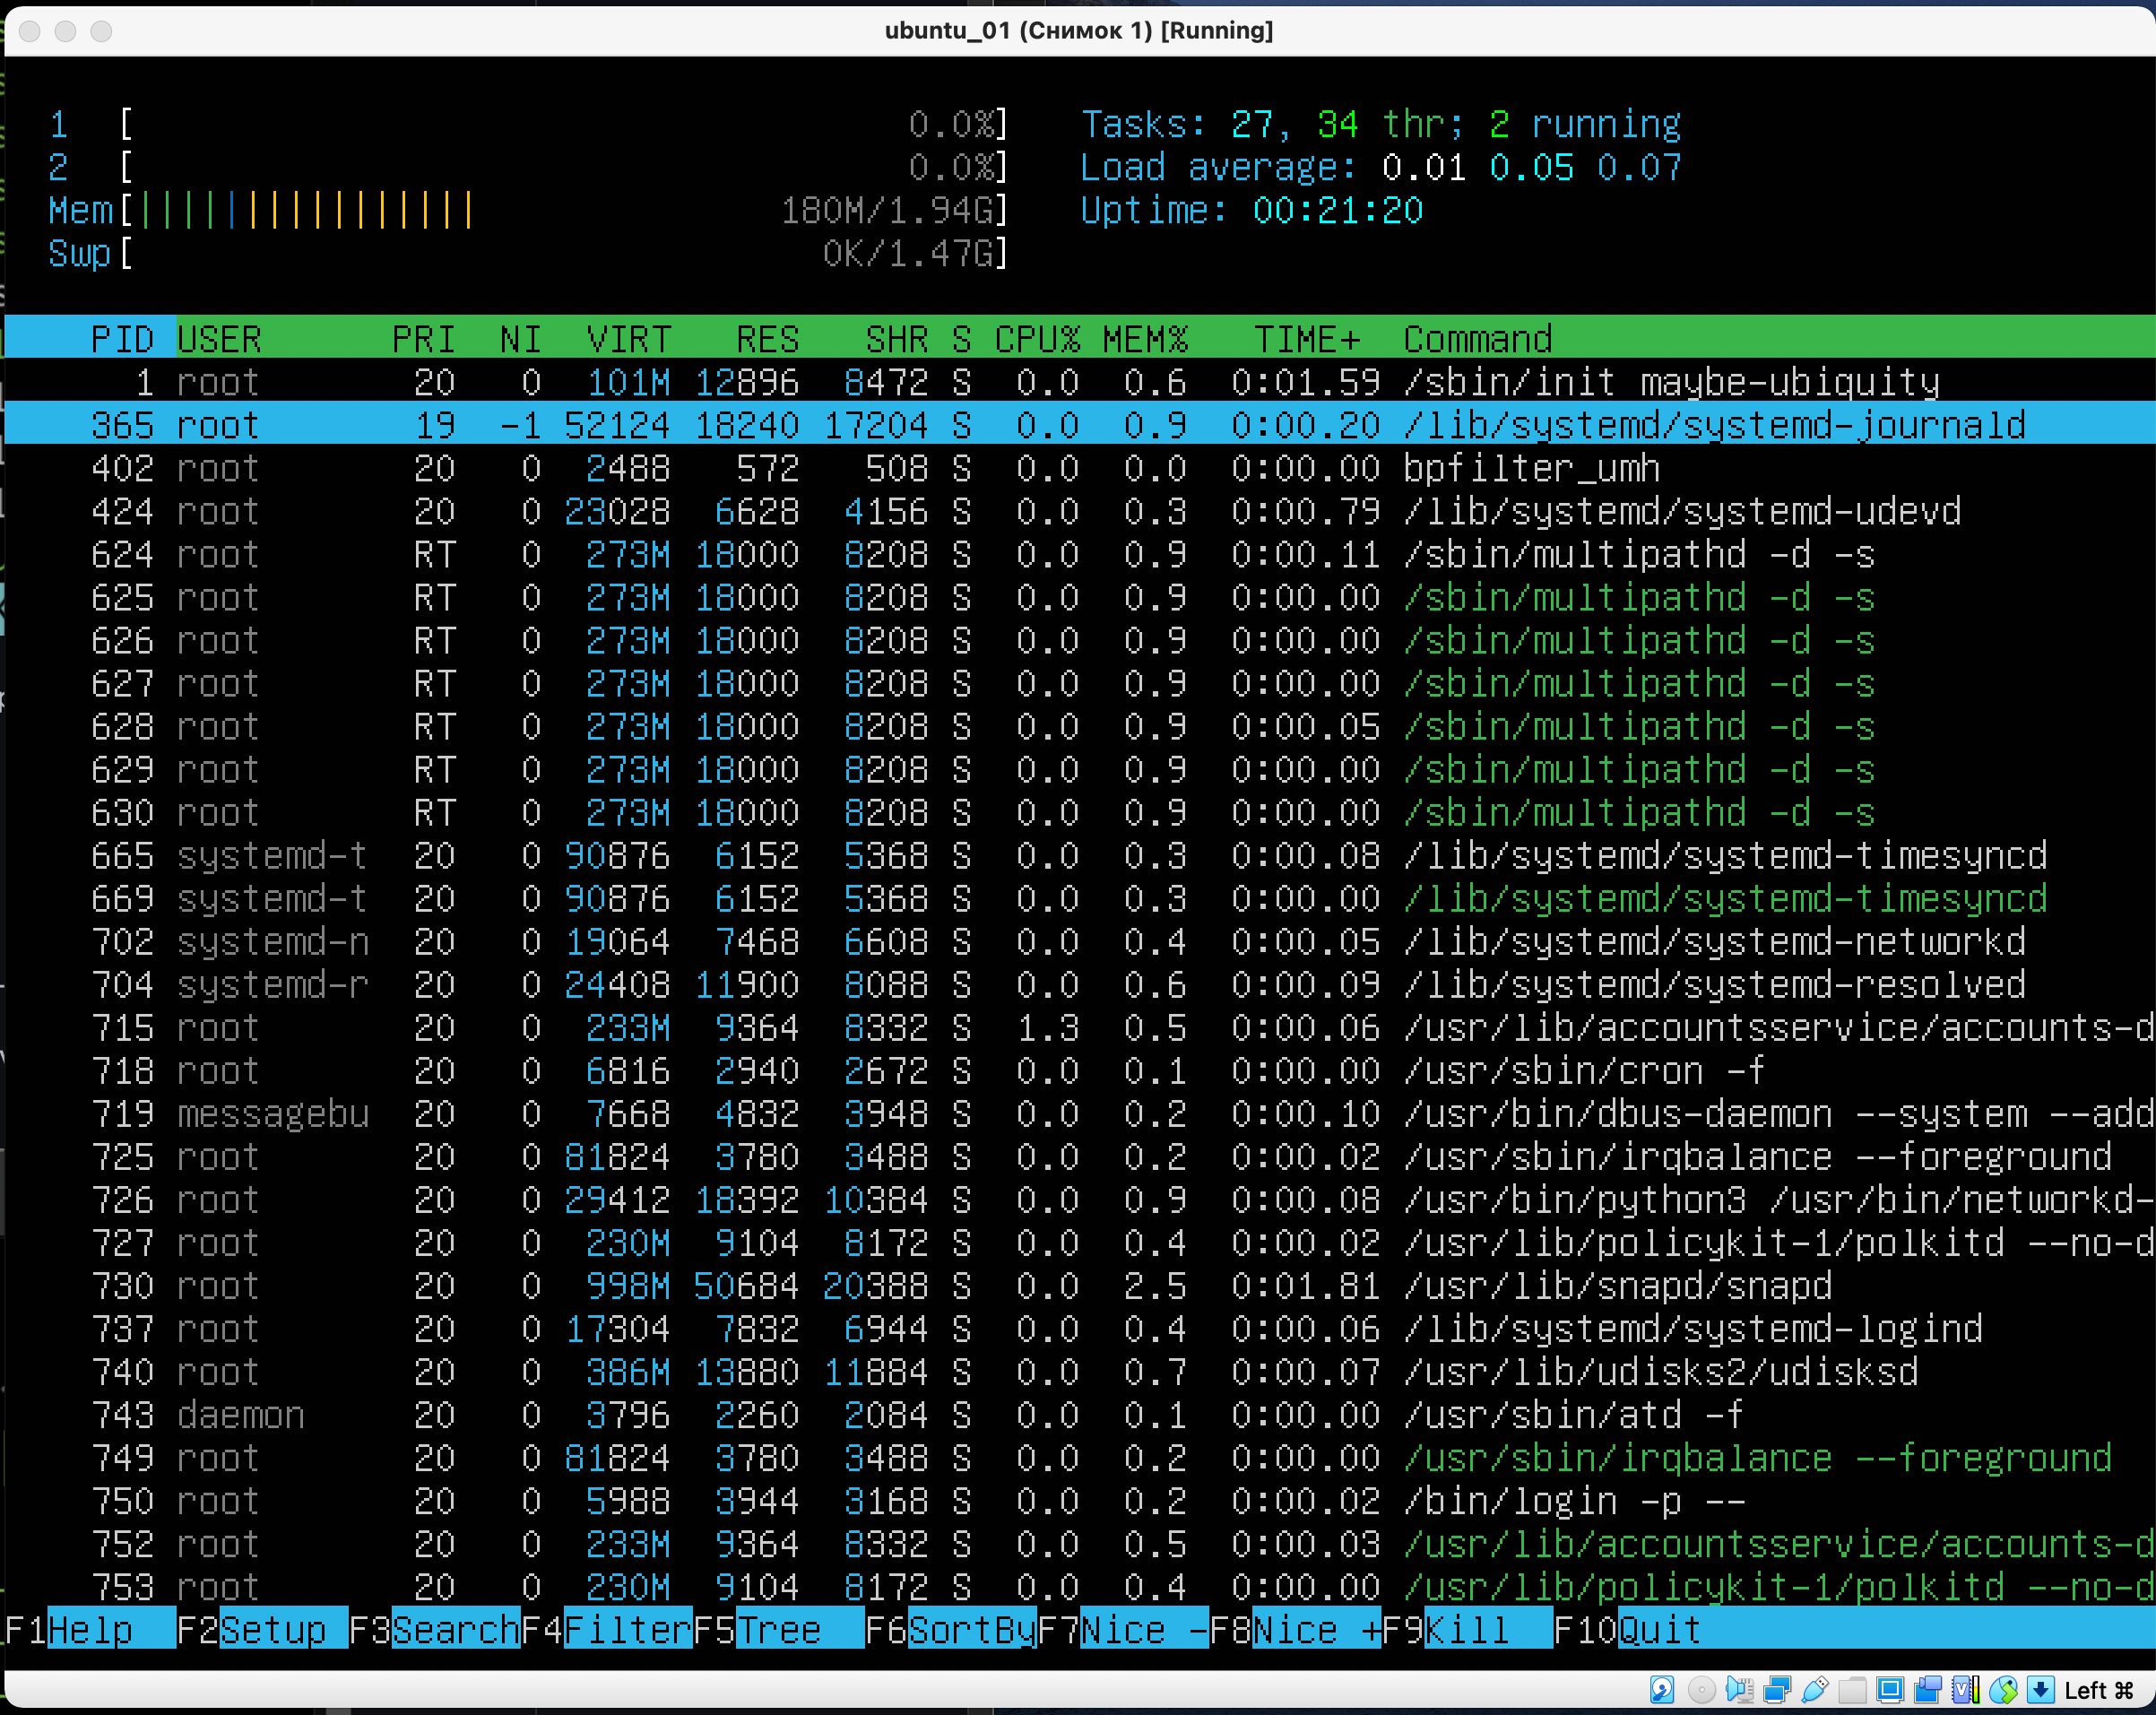 ubuntu_01 (Снимок 1) [Running]
1 [ 0.0%] Tasks: 27, 34 thr; 2 running
2 [ 0.0%] Load average: 0.01 0.05 0.07
Mem[|||||||||||||||| 180M/1.94G] Uptime: 00:21:20
Swp[ 0K/1.47G]
PID USER PRI NI VIRT RES SHR S CPU% MEM% TIME+ Command
1 root 20 0 101M 12896 8472 S 0.0 0.6 0:01.59 /sbin/init maybe-ubiquity
365 root 19 -1 52124 18240 17204 S 0.0 0.9 0:00.20 /lib/systemd/systemd-journald
402 root 20 0 2488 572 508 S 0.0 0.0 0:00.00 bpfilter_umh
424 root 20 0 23028 6628 4156 S 0.0 0.3 0:00.79 /lib/systemd/systemd-udevd
624 root RT 0 273M 18000 8208 S 0.0 0.9 0:00.11 /sbin/multipathd -d -s
625 root RT 0 273M 18000 8208 S 0.0 0.9 0:00.00 /sbin/multipathd -d -s
626 root RT 0 273M 18000 8208 S 0.0 0.9 0:00.00 /sbin/multipathd -d -s
627 root RT 0 273M 18000 8208 S 0.0 0.9 0:00.00 /sbin/multipathd -d -s
628 root RT 0 273M 18000 8208 S 0.0 0.9 0:00.05 /sbin/multipathd -d -s
629 root RT 0 273M 18000 8208 S 0.0 0.9 0:00.00 /sbin/multipathd -d -s
630 root RT 0 273M 18000 8208 S 0.0 0.9 0:00.00 /sbin/multipathd -d -s
665 systemd-t 20 0 90876 6152 5368 S 0.0 0.3 0:00.08 /lib/systemd/systemd-timesyncd
669 systemd-t 20 0 90876 6152 5368 S 0.0 0.3 0:00.00 /lib/systemd/systemd-timesyncd
702 systemd-n 20 0 19064 7468 6608 S 0.0 0.4 0:00.05 /lib/systemd/systemd-networkd
704 systemd-r 20 0 24408 11900 8088 S 0.0 0.6 0:00.09 /lib/systemd/systemd-resolved
715 root 20 0 233M 9364 8332 S 1.3 0.5 0:00.06 /usr/lib/accountsservice/accounts-d
718 root 20 0 6816 2940 2672 S 0.0 0.1 0:00.00 /usr/sbin/cron -f
719 messagebu 20 0 7668 4832 3948 S 0.0 0.2 0:00.10 /usr/bin/dbus-daemon --system --add
725 root 20 0 81824 3780 3488 S 0.0 0.2 0:00.02 /usr/sbin/irqbalance --foreground
726 root 20 0 29412 18392 10384 S 0.0 0.9 0:00.08 /usr/bin/python3 /usr/bin/networkd-
727 root 20 0 230M 9104 8172 S 0.0 0.4 0:00.02 /usr/lib/policykit-1/polkitd --no-d
730 root 20 0 998M 50684 20388 S 0.0 2.5 0:01.81 /usr/lib/snapd/snapd
737 root 20 0 17304 7832 6944 S 0.0 0.4 0:00.06 /lib/systemd/systemd-logind
740 root 20 0 386M 13880 11884 S 0.0 0.7 0:00.07 /usr/lib/udisks2/udisksd
743 daemon 20 0 3796 2260 2084 S 0.0 0.1 0:00.00 /usr/sbin/atd -f
749 root 20 0 81824 3780 3488 S 0.0 0.2 0:00.00 /usr/sbin/irqbalance --foreground
750 root 20 0 5988 3944 3168 S 0.0 0.2 0:00.02 /bin/login -p --
752 root 20 0 233M 9364 8332 S 0.0 0.5 0:00.03 /usr/lib/accountsservice/accounts-d
753 root 20 0 230M 9104 8172 S 0.0 0.4 0:00.00 /usr/lib/policykit-1/polkitd --no-d
F1Help F2Setup F3SearchF4FilterF5Tree F6SortByF7Nice -F8Nice +F9Kill F10Quit
Left ⌘